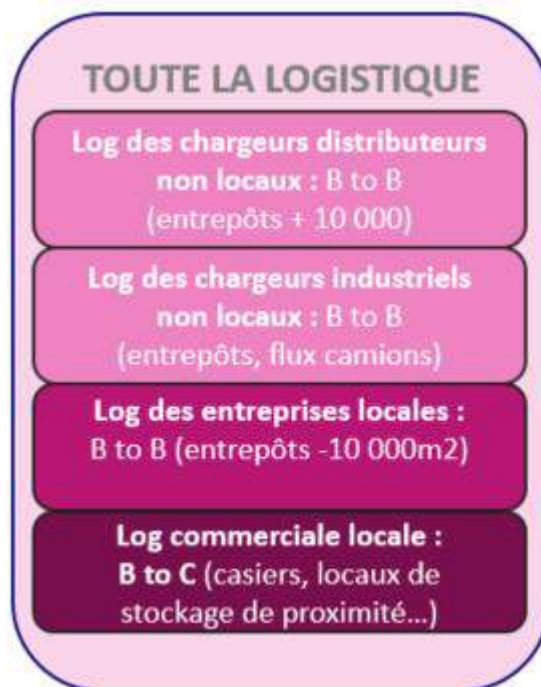 TOUTE LA LOGISTIQUE
Log des chargeurs distributeurs
non locaux : B to B
(entrepôts + 10 000)
Log des chargeurs industriels
non locaux : B to B
(entrepôts, flux camions)
Log des entreprises locales :
B to B (entrepôts -10 000m2)
Log commerciale locale :
B to C (casiers, locaux de
stockage de proximité...)